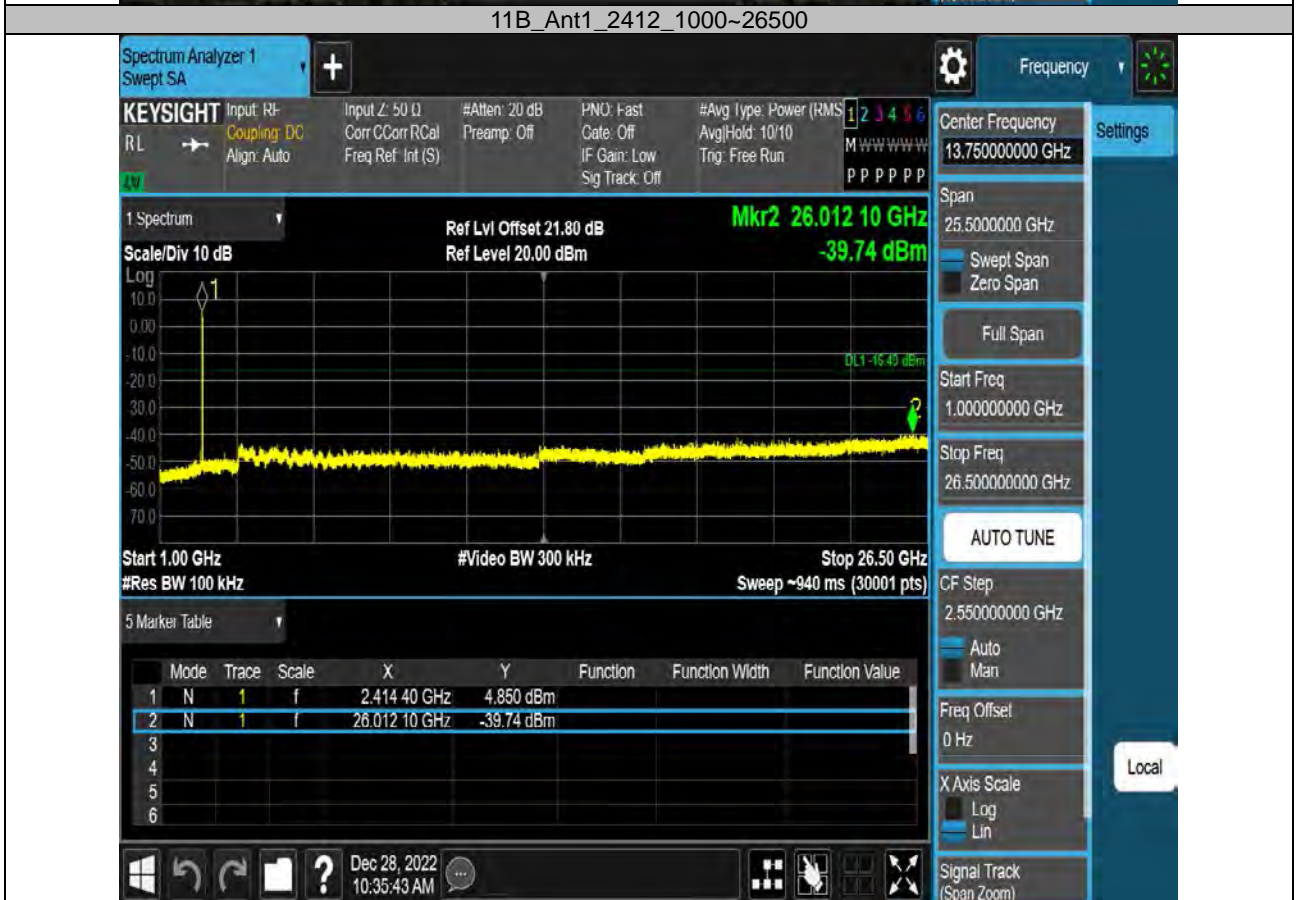 11B_Ant1_2412_1000~26500
Spectrum Analyzer 1
Swept SA
+
Frequency
KEYSIGHT
RL
Input: RF
Coupling: DC
Align: Auto
Input Z: 50 Ω
Corr CCorr RCal
Freq Ref: Int (S)
#Atten: 20 dB
Preamp: Off
PNO: Fast
Gate: Off
IF Gain: Low
Sig Track: Off
#Avg Type: Power (RMS
Avg|Hold: 10/10
Trig: Free Run
1 2 3 4 5 6
M W W W W W
P P P P P P
1 Spectrum
Scale/Div 10 dB
Ref Lvl Offset 21.80 dB
Ref Level 20.00 dBm
Mkr2 26.012 10 GHz
-39.74 dBm
Log
10.0
0.00
-10.0
-20.0
-30.0
-40.0
-50.0
-60.0
70.0
1
2
DL1 -15.49 dBm
Start 1.00 GHz
#Video BW 300 kHz
Stop 26.50 GHz
#Res BW 100 kHz
Sweep ~940 ms (30001 pts)
5 Marker Table
Mode Trace Scale X Y Function Function Width Function Value
1 N 1 f 2.414 40 GHz 4.850 dBm
2 N 1 f 26.012 10 GHz -39.74 dBm
3
4
5
6
Dec 28, 2022
10:35:43 AM
?
Center Frequency
13.750000000 GHz
Settings
Span
25.5000000 GHz
Swept Span
Zero Span
Full Span
Start Freq
1.000000000 GHz
Stop Freq
26.500000000 GHz
AUTO TUNE
CF Step
2.550000000 GHz
Auto
Man
Freq Offset
0 Hz
X Axis Scale
Log
Lin
Local
Signal Track
(Span Zoom)